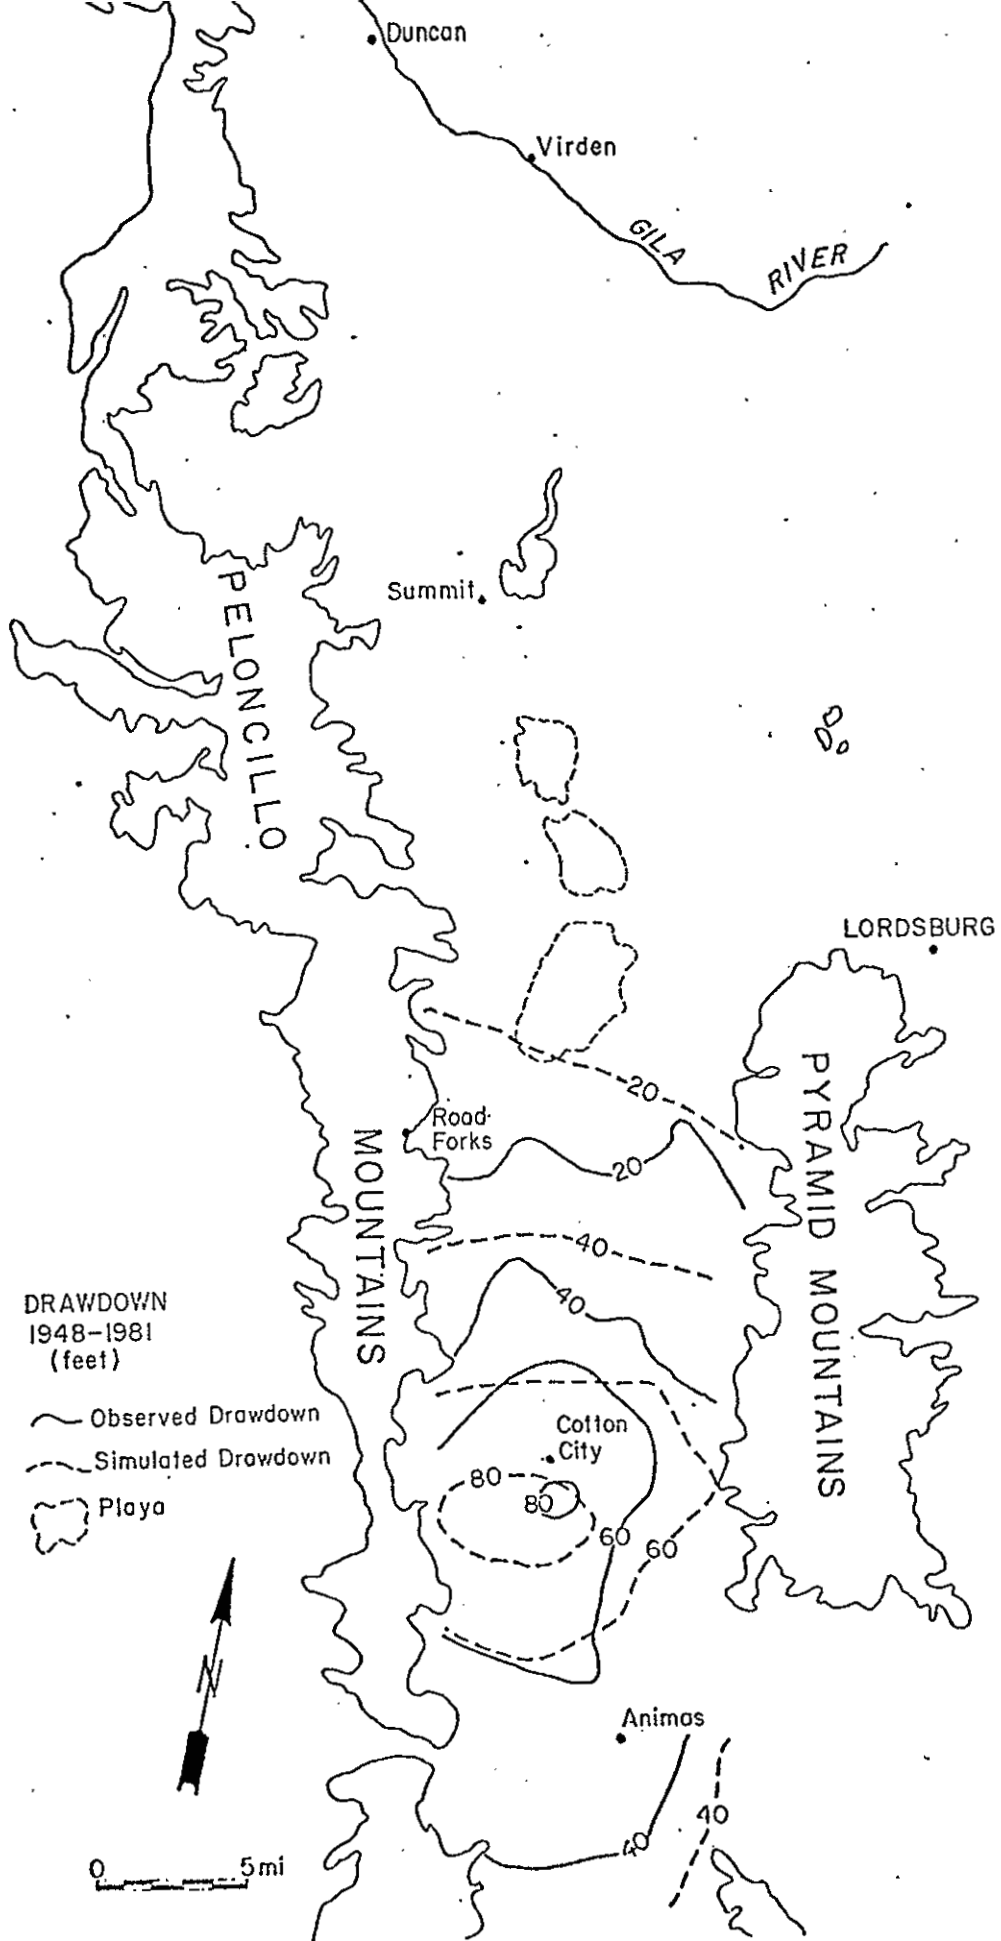 Duncan
Virden
GILA
RIVER
Summit
PELONCILLO
LORDSBURG
20
Road
Forks
20
MOUNTAINS
PYRAMID MOUNTAINS
40
40
DRAWDOWN
1948-1981
(feet)
Observed Drawdown
Simulated Drawdown
Playa
Cotton
City
80
80
60
60
N
Animas
40
40
0 5mi